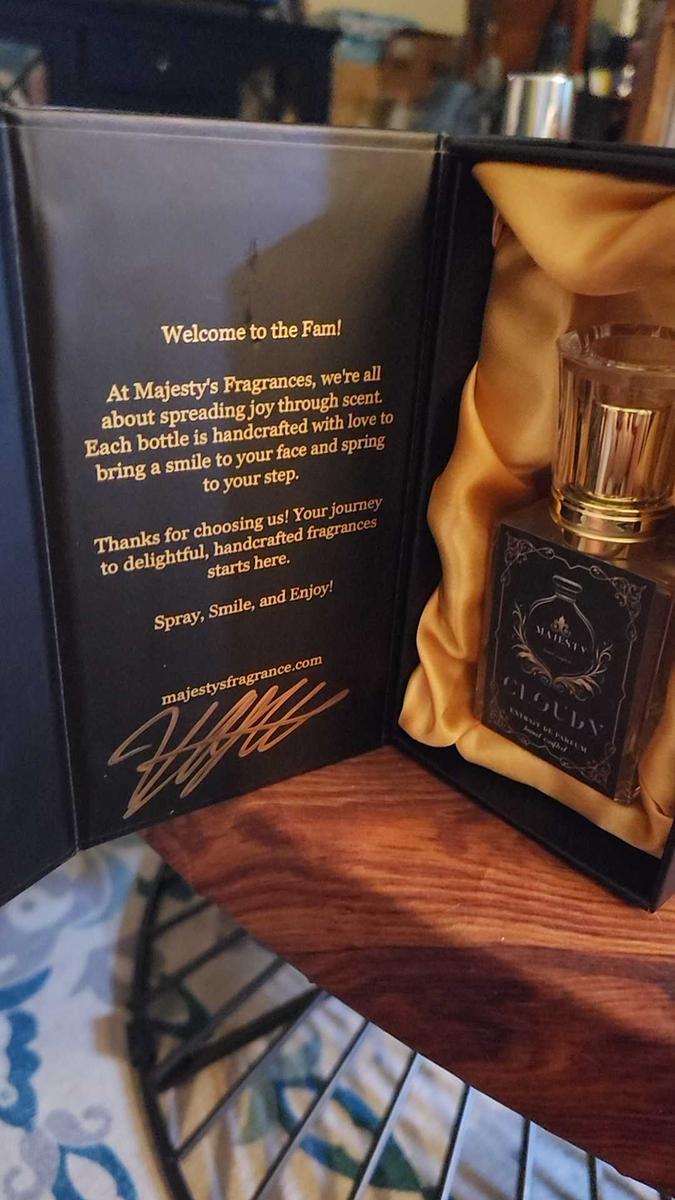 Welcome to the Fam!
At Majesty's Fragrances, we're all
about spreading joy through scent.
Each bottle is handcrafted with love to
bring a smile to your face and spring
to your step.
Thanks for choosing us! Your journey
to delightful, handcrafted fragrances
starts here.
Spray, Smile, and Enjoy!
majestysfragrance.com
MAJESTY
CLOUDY
EXTRAIT DE PARFUM
hand crafted